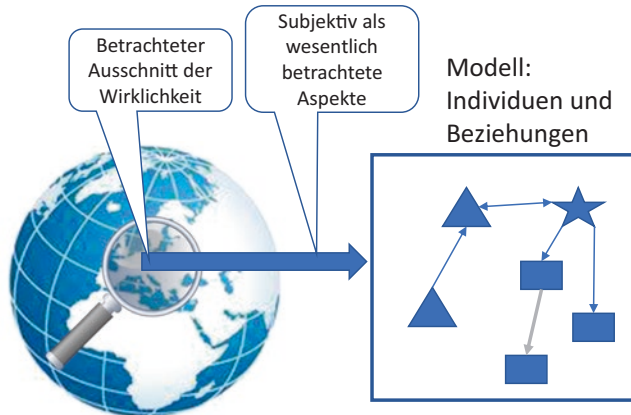 Betrachteter
Ausschnitt der
Wirklichkeit
Subjektiv als
wesentlich
betrachtete
Aspekte
Modell:
Individuen und
Beziehungen